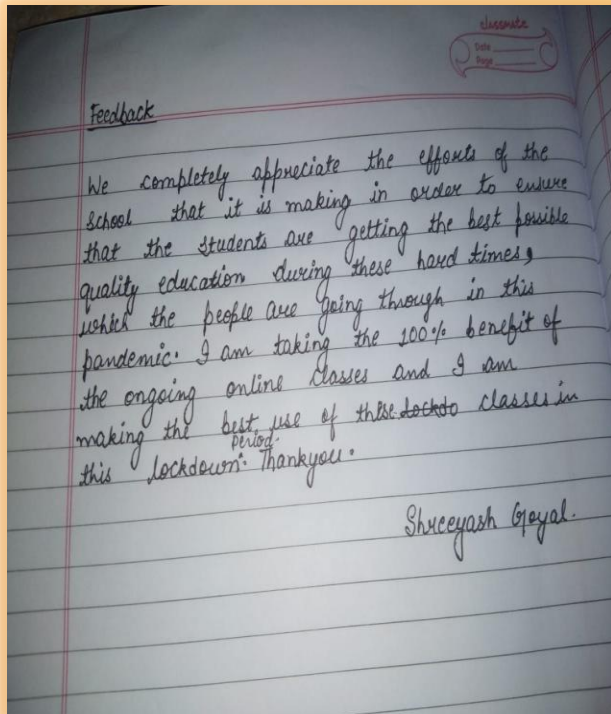 classmate
Date
Page
Feedback
We completely appreciate the efforts of the
school that it is making in order to ensure
that the students are getting the best possible
quality education during these hard times,
which the people are going through in this
pandemic. I am taking the 100% benefit of
the ongoing online classes and I am
making the best use of these lockdo classes in
this lockdown period. Thankyou.
Shreeyash Goyal.